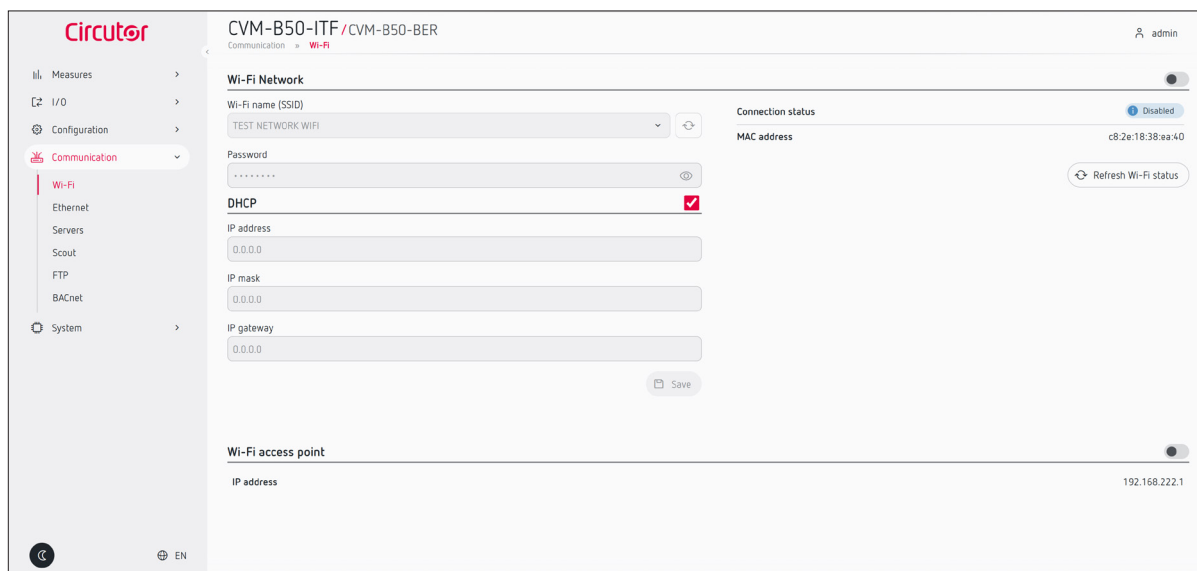 Circutor
Measures
I/O
Configuration
Communication
Wi-Fi
Ethernet
Servers
Scout
FTP
BACnet
System
EN
CVM-B50-ITF/CVM-B50-BER
Communication » Wi-Fi
admin
Wi-Fi Network
Wi-Fi name (SSID)
TEST NETWORK WIFI
Password
........
DHCP
IP address
0.0.0.0
IP mask
0.0.0.0
IP gateway
0.0.0.0
Save
Connection status Disabled
MAC address c8:2e:18:38:ea:40
Refresh Wi-Fi status
Wi-Fi access point
IP address 192.168.222.1